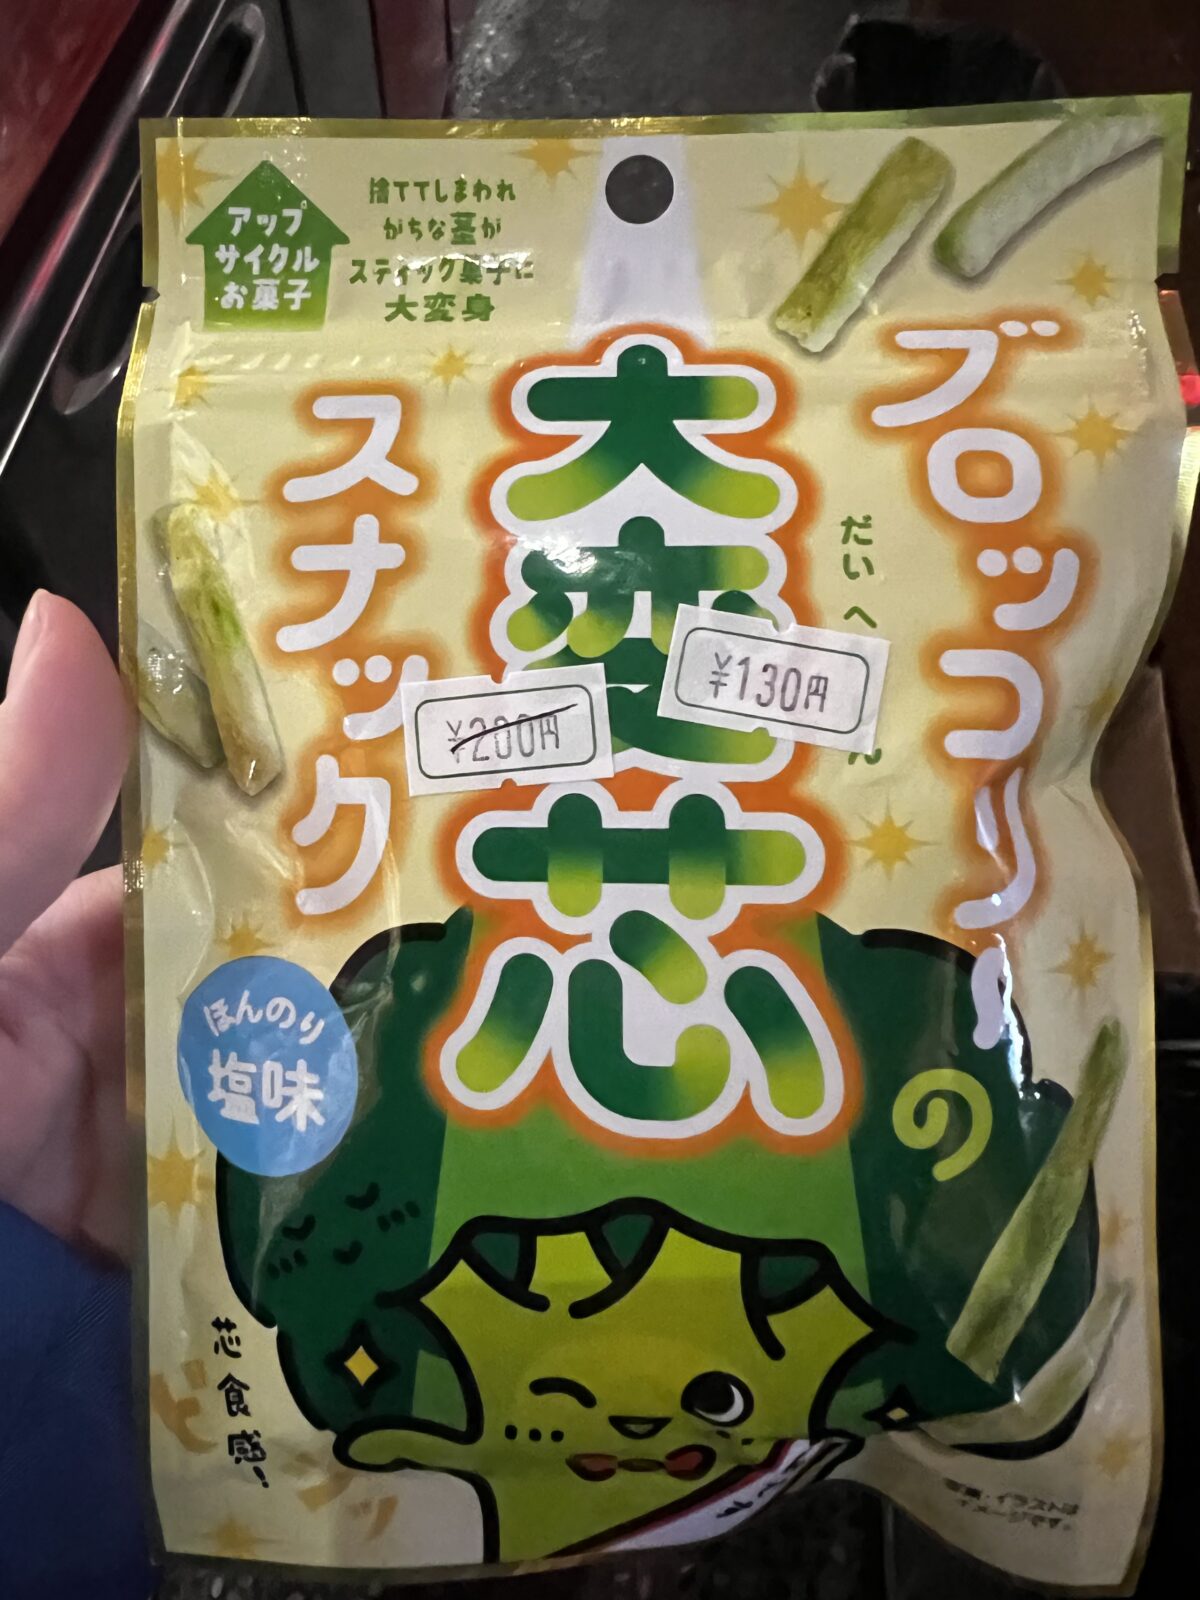 アップ
サイクル
お菓子
捨ててしまわれ
がちな茎が
スティック菓子に
大変身
ブロッコリーの
だいへ
ん
大変芯
スナック
¥200円
¥130円
ほんのり
塩味
芯食感!